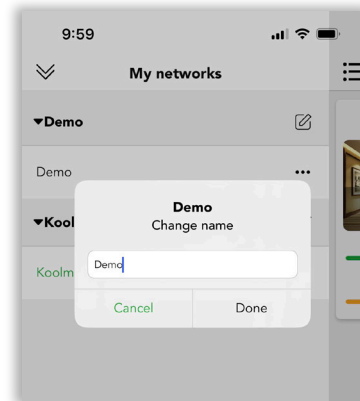 9:59
My networks
Demo
Demo
Demo
Change name
Kool
Demo
Koolm
Cancel Done